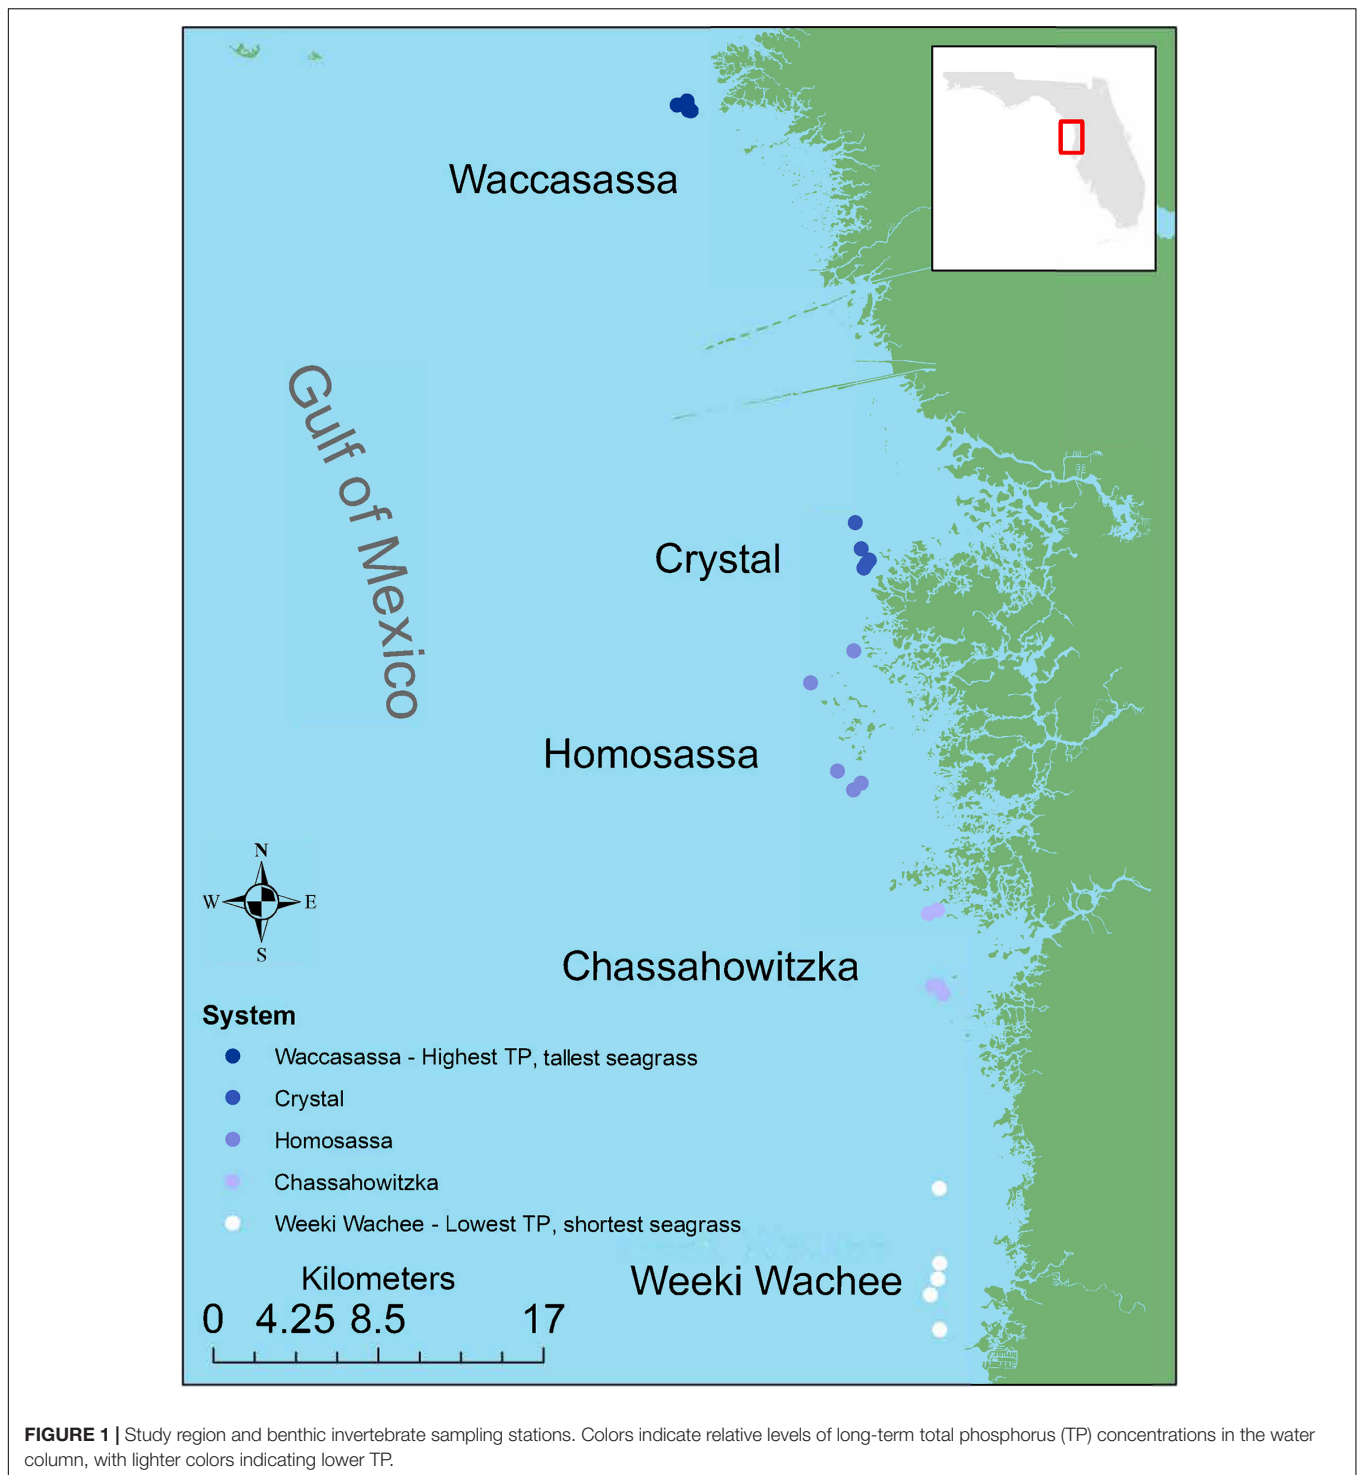 Waccasassa
Gulf of Mexico
Crystal
Homosassa
N
W E
S
Chassahowitzka
System
Waccasassa - Highest TP, tallest seagrass
Crystal
Homosassa
Chassahowitzka
Weeki Wachee - Lowest TP, shortest seagrass
Weeki Wachee
Kilometers
0 4.25 8.5 17
FIGURE 1 | Study region and benthic invertebrate sampling stations. Colors indicate relative levels of long-term total phosphorus (TP) concentrations in the water
column, with lighter colors indicating lower TP.